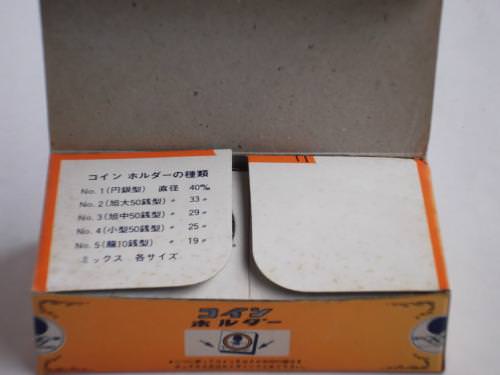 コイン ホルダーの種類
No. 1 (円銀型) 直径 40㎜
No. 2 (旭大50銭型) 〃 33 〃
No. 3 (旭中50銭型) 〃 29 〃
No. 4 (小型50銭型) 〃 25 〃
No. 5 (龍10銭型) 〃 19 〃
ミックス 各サイズ
コイン
ホルダー